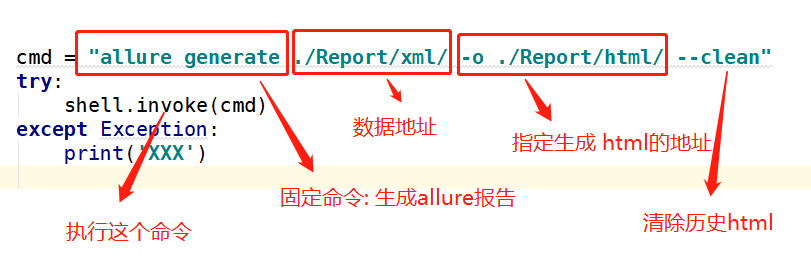 cmd = "allure generate ./Report/xml/ -o ./Report/html/ --clean"
try:
    shell.invoke(cmd)
except Exception:
    print('XXX')
数据地址
指定生成 html的地址
固定命令: 生成allure报告
执行这个命令
清除历史html